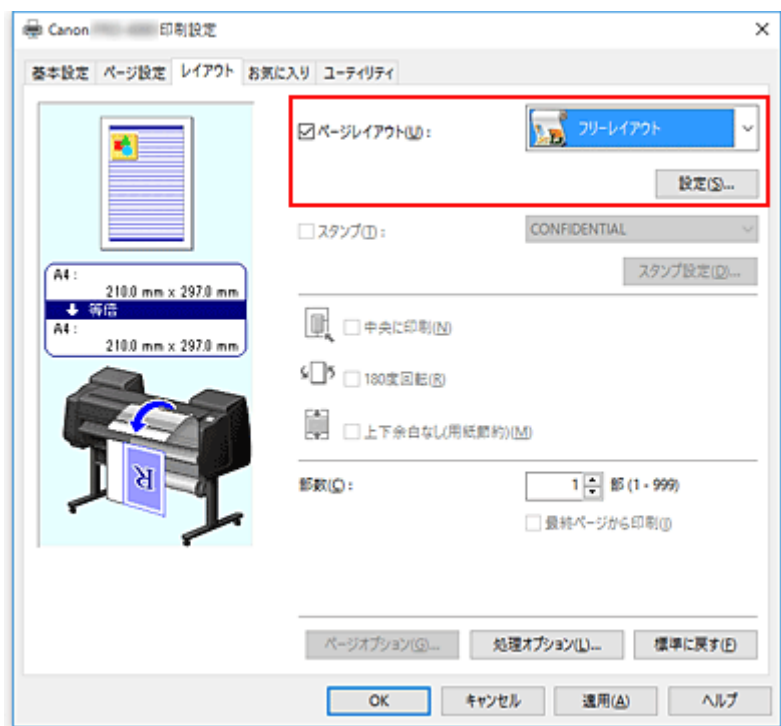 Canon 印刷設定
基本設定 ページ設定 レイアウト お気に入り ユーティリティ
ページレイアウト(U): フリーレイアウト
設定(S)...
スタンプ(T): CONFIDENTIAL
スタンプ設定(D)...
A4:
210.0 mm x 297.0 mm
等倍
A4:
210.0 mm x 297.0 mm
中央に印刷(N)
180度回転(R)
上下余白なし(用紙節約)(M)
R
部数(C): 1 部 (1 - 999)
最終ページから印刷(I)
ページオプション(G)... 処理オプション(L)... 標準に戻す(F)
OK キャンセル 適用(A) ヘルプ